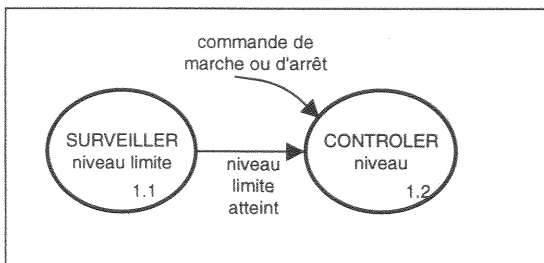 commande de
marche ou d'arrêt
SURVEILLER
niveau limite
1.1
niveau
limite
atteint
CONTROLER
niveau
1.2